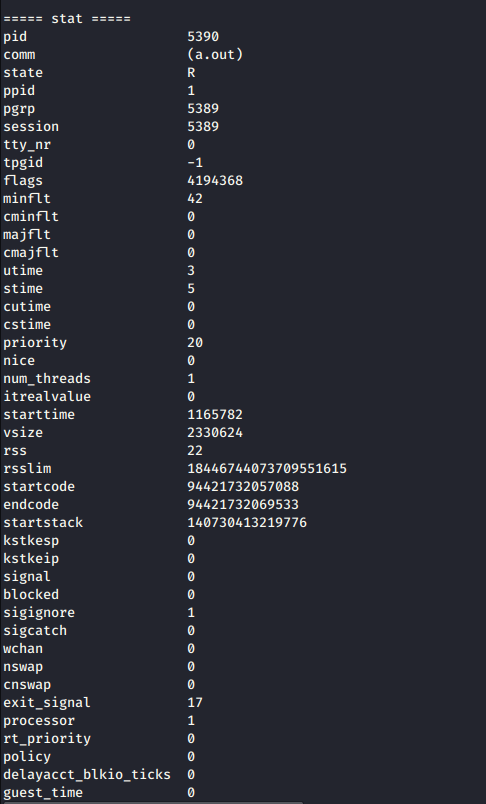 ===== stat =====
pid 5390
comm (a.out)
state R
ppid 1
pgrp 5389
session 5389
tty_nr 0
tpgid -1
flags 4194368
minflt 42
cminflt 0
majflt 0
cmajflt 0
utime 3
stime 5
cutime 0
cstime 0
priority 20
nice 0
num_threads 1
itrealvalue 0
starttime 1165782
vsize 2330624
rss 22
rsslim 18446744073709551615
startcode 94421732057088
endcode 94421732069533
startstack 140730413219776
kstkesp 0
kstkeip 0
signal 0
blocked 0
sigignore 1
sigcatch 0
wchan 0
nswap 0
cnswap 0
exit_signal 17
processor 1
rt_priority 0
policy 0
delayacct_blkio_ticks 0
guest_time 0